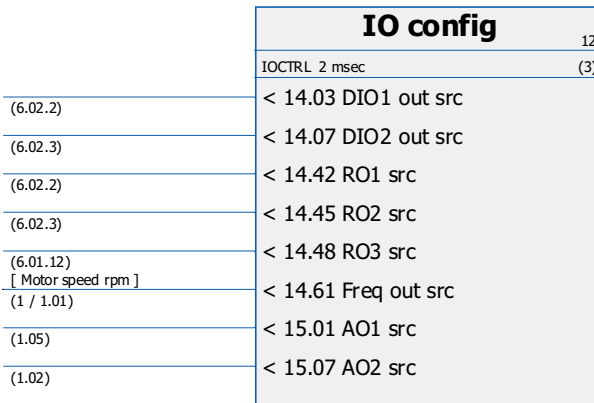 IO config
12
IOCTRL 2 msec (3)
(6.02.2)
< 14.03 DIO1 out src
(6.02.3)
< 14.07 DIO2 out src
(6.02.2)
< 14.42 RO1 src
(6.02.3)
< 14.45 RO2 src
(6.01.12)
< 14.48 RO3 src
[ Motor speed rpm ]
(1 / 1.01)
< 14.61 Freq out src
(1.05)
< 15.01 AO1 src
(1.02)
< 15.07 AO2 src